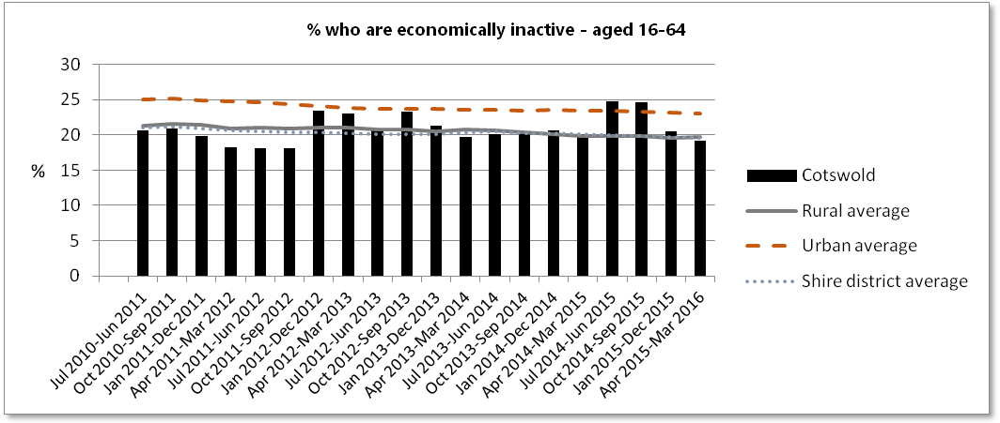 % who are economically inactive - aged 16-64
30
25
20
15
10
5
0
%
Jul 2010-Jun 2011
Oct 2010-Sep 2011
Jan 2011-Dec 2011
Apr 2011-Mar 2012
Jul 2011-Jun 2012
Oct 2011-Sep 2012
Jan 2012-Dec 2012
Apr 2012-Mar 2013
Jul 2012-Jun 2013
Oct 2012-Sep 2013
Jan 2013-Dec 2013
Apr 2013-Mar 2014
Jul 2013-Jun 2014
Oct 2013-Sep 2014
Jan 2014-Dec 2014
Apr 2014-Mar 2015
Jul 2014-Jun 2015
Oct 2014-Sep 2015
Jan 2015-Dec 2015
Apr 2015-Mar 2016
Cotswold
Rural average
Urban average
Shire district average